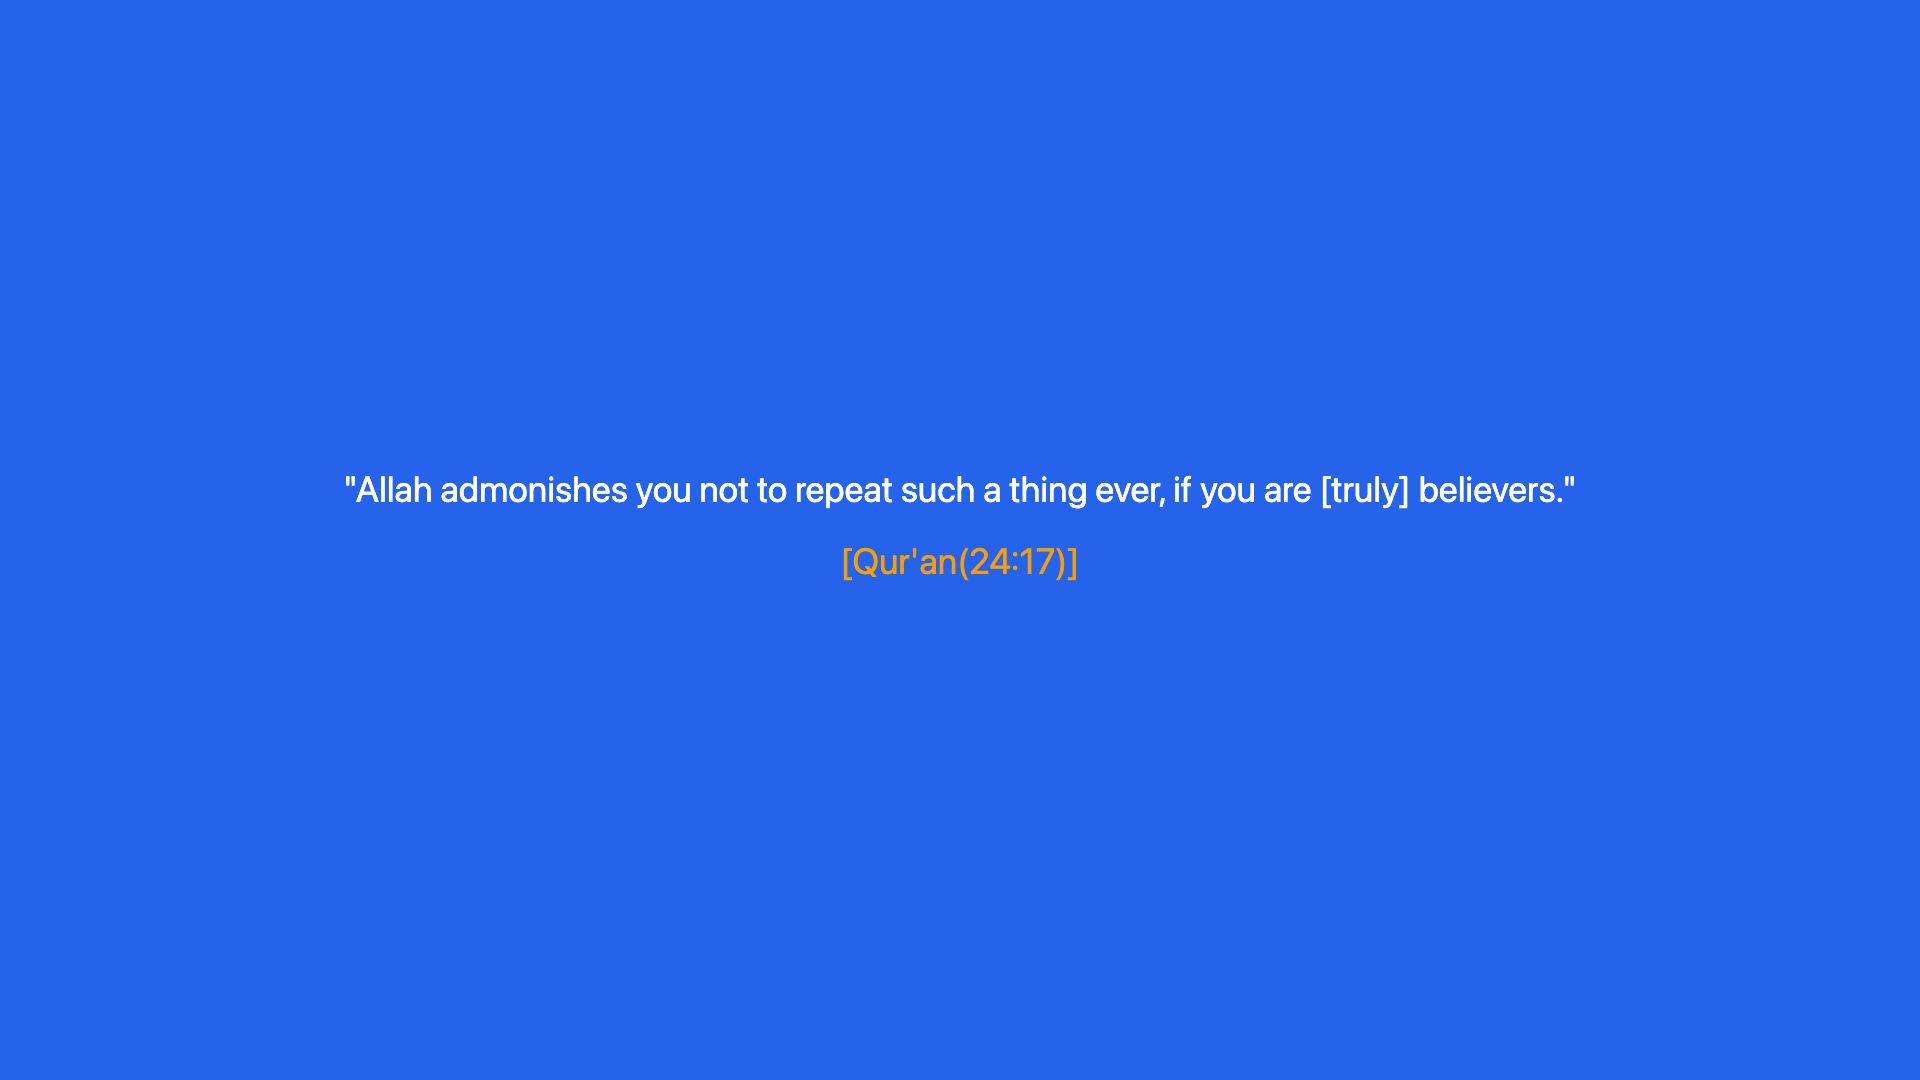 "Allah admonishes you not to repeat such a thing ever, if you are [truly] believers."
[Qur'an(24:17)]